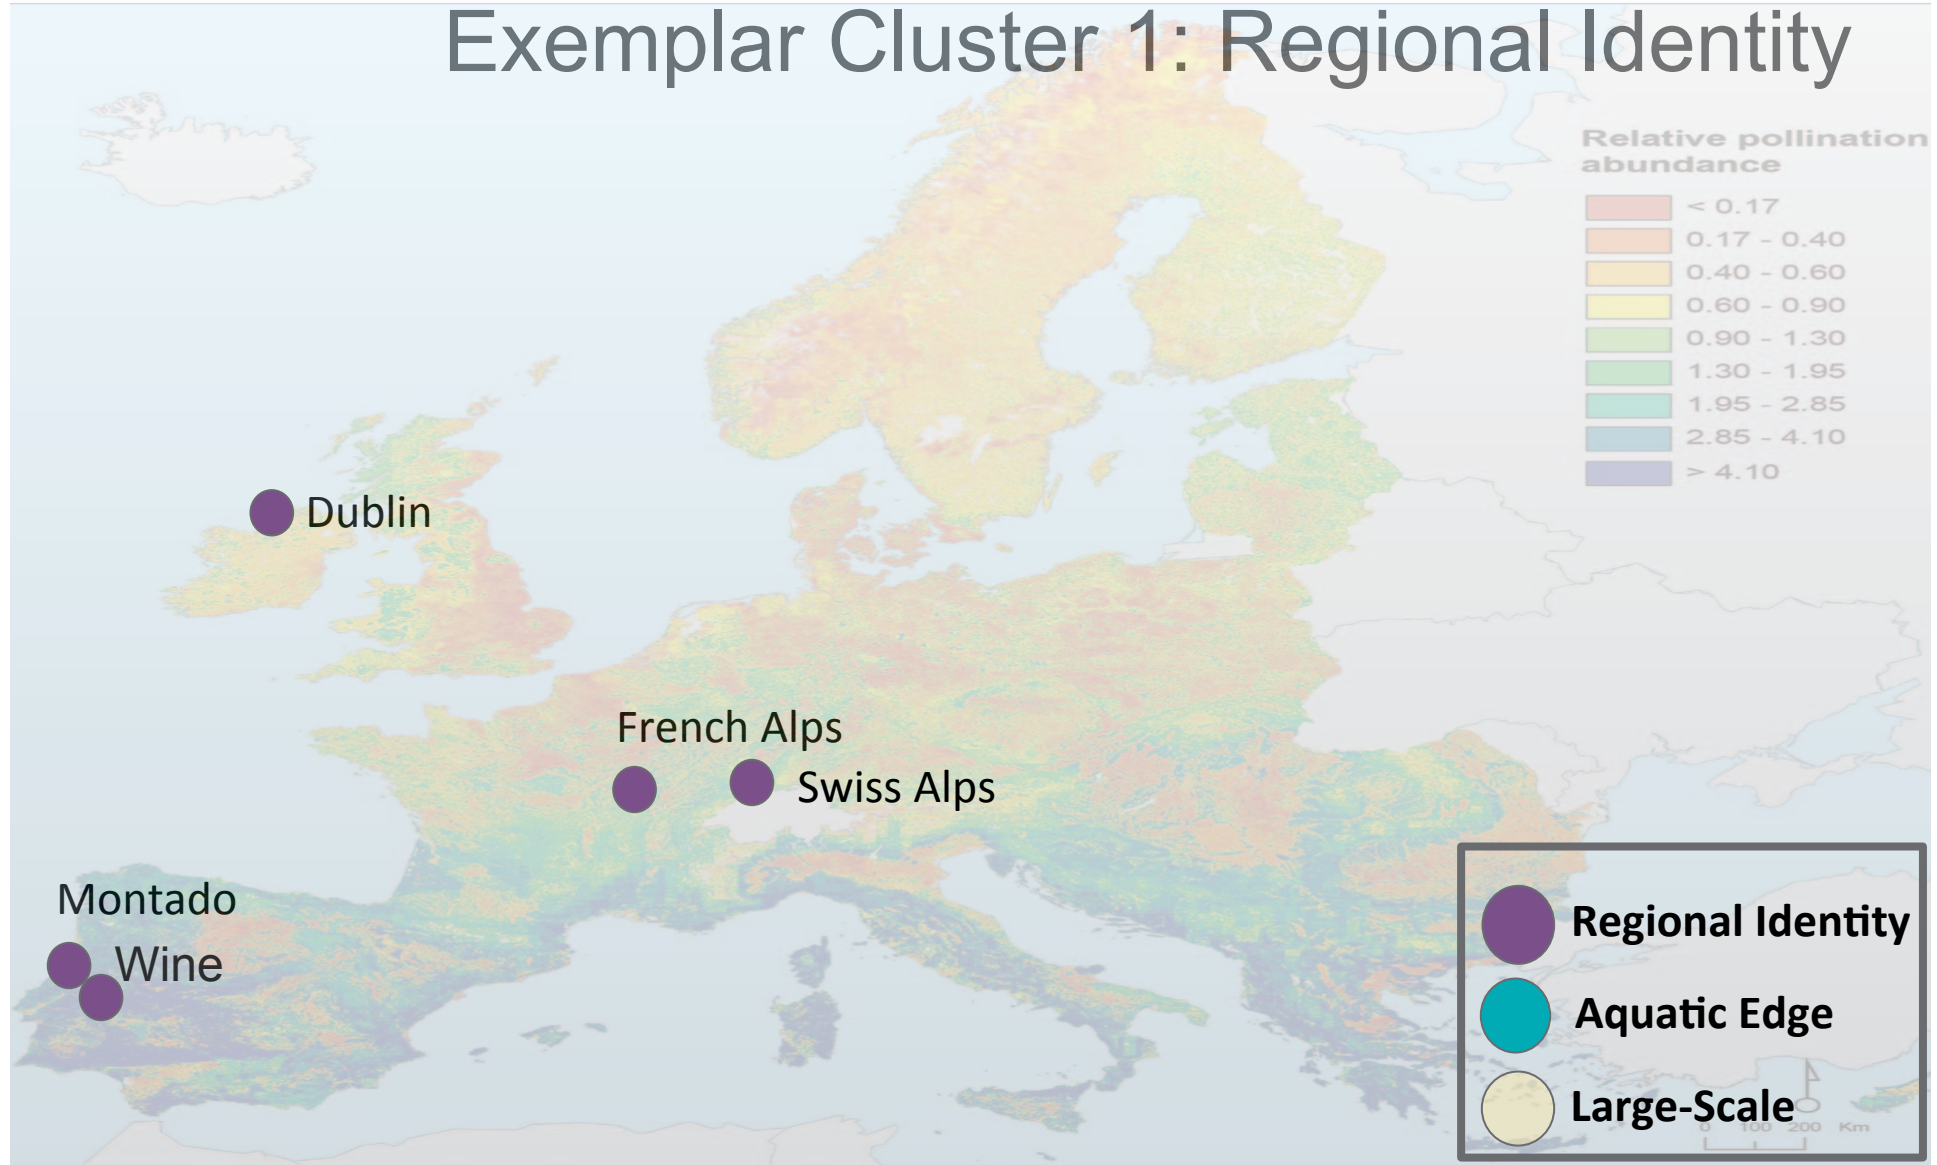 Exemplar Cluster 1: Regional Identity
Relative pollination
abundance
< 0.17
0.17 - 0.40
0.40 - 0.60
0.60 - 0.90
0.90 - 1.30
1.30 - 1.95
1.95 - 2.85
2.85 - 4.10
> 4.10
Dublin
French Alps
Swiss Alps
Montado
Wine
Regional Identity
Aquatic Edge
Large-Scale
0 100 200 Km